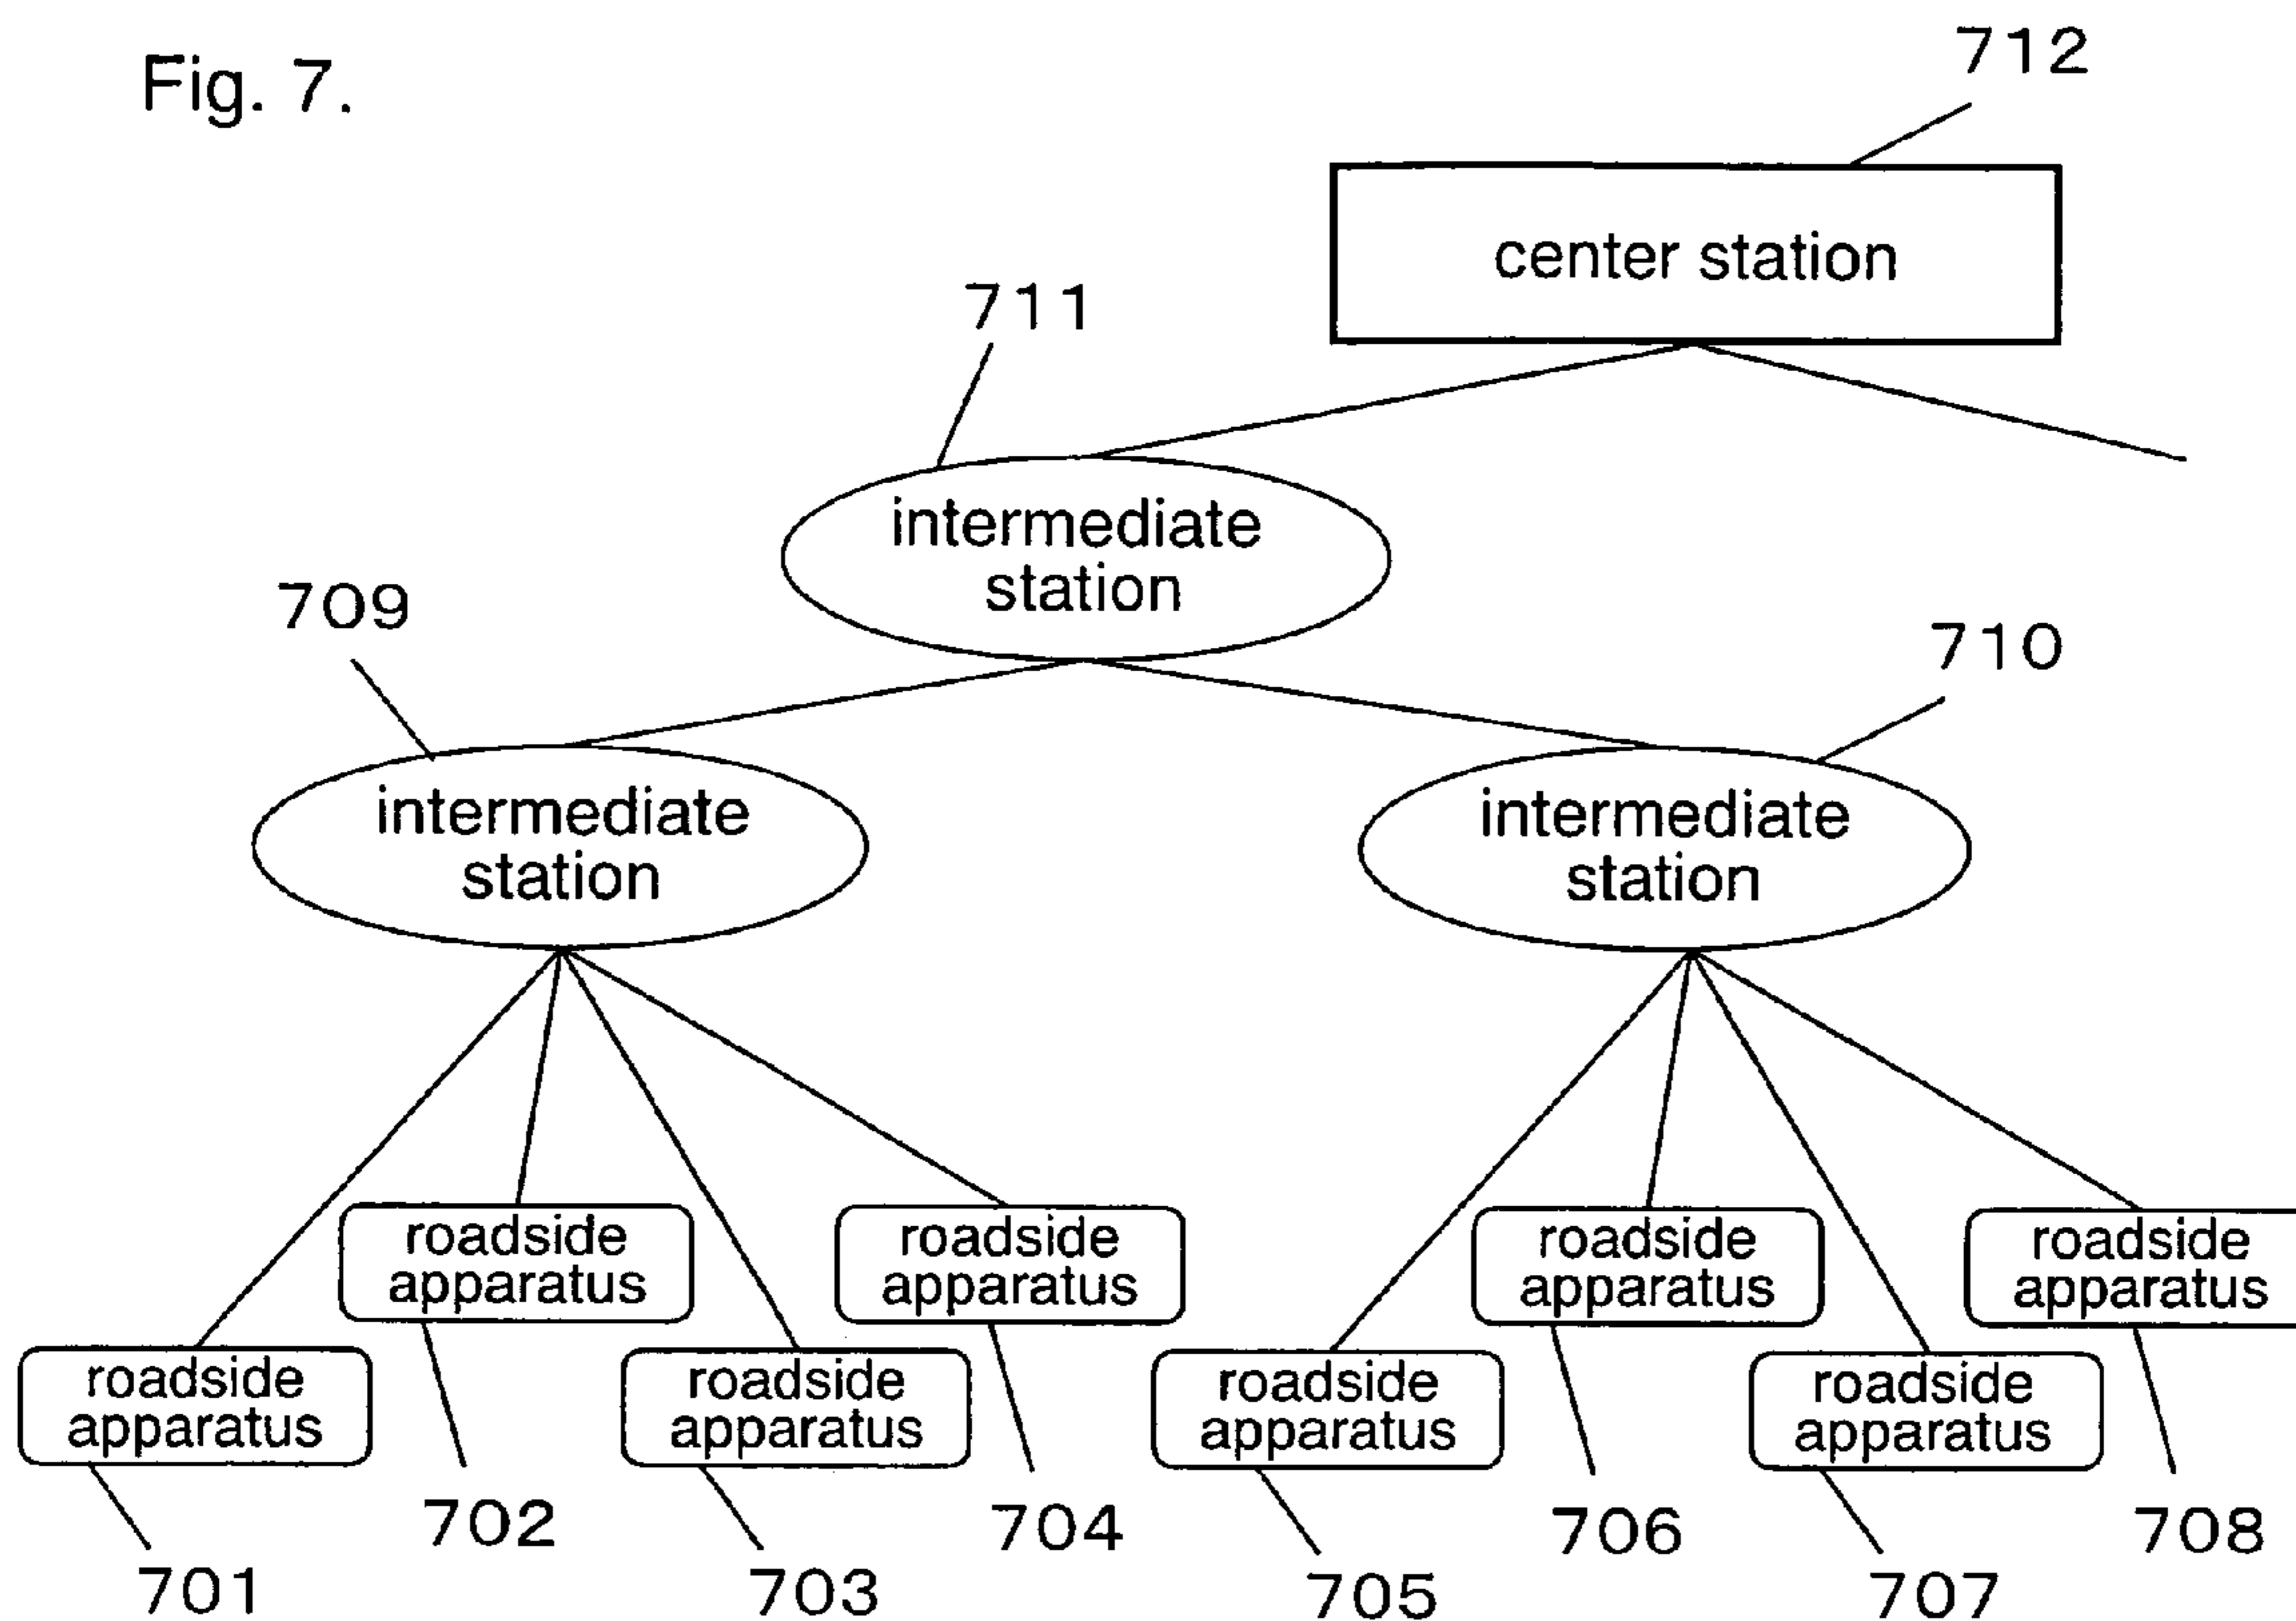 Fig. 7.
712
center station
711
intermediate
station
709
710
intermediate
station
intermediate
station
roadside
apparatus
roadside
apparatus
roadside
apparatus
roadside
apparatus
roadside
apparatus
roadside
apparatus
roadside
apparatus
roadside
apparatus
702
704
706
708
701
703
705
707